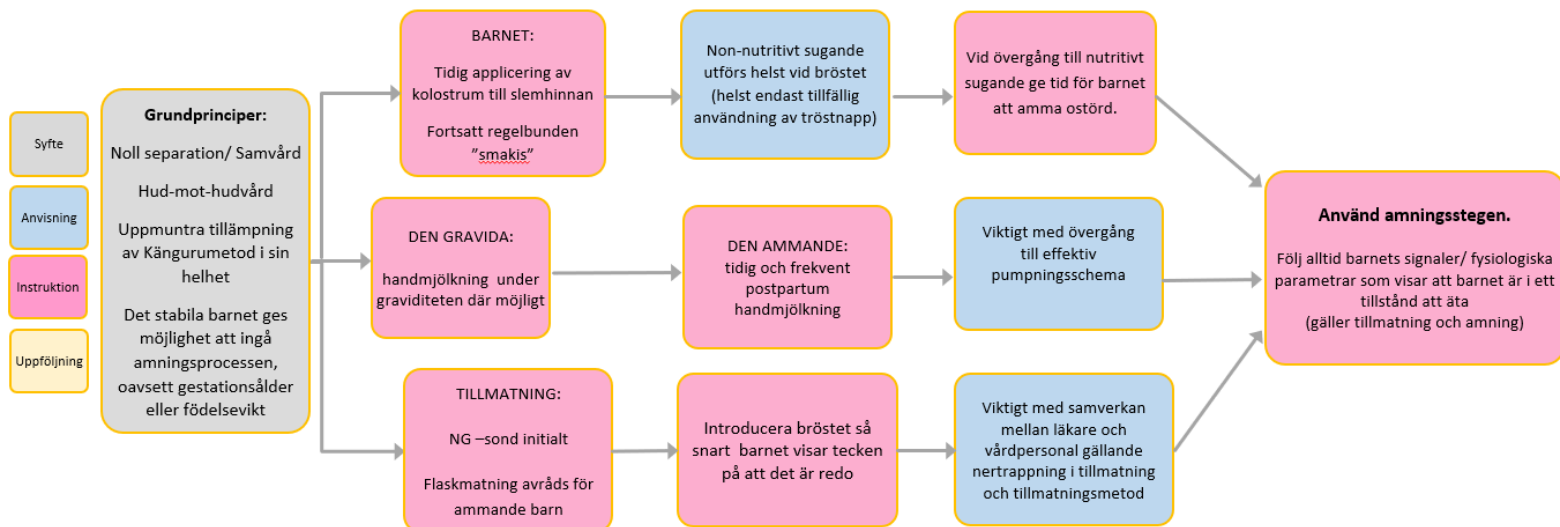 Syfte
Anvisning
Instruktion
Uppföljning
Grundprinciper:
Noll separation/ Samvård
Hud-mot-hudvård
Uppmuntra tillämpning
av Kängurumetod i sin
helhet
Det stabila barnet ges
möjlighet att ingå
amningsprocessen,
oavsett gestationsålder
eller födelsevikt
BARNET:
Tidig applicering av
kolostrum till slemhinnan
Fortsatt regelbunden
”smakis”
Non-nutritivt sugande
utförs helst vid bröstet
(helst endast tillfällig
användning av tröstnapp)
Vid övergång till nutritivt
sugande ge tid för barnet
att amma ostörd.
DEN GRAVIDA:
handmjölkning under
graviditeten där möjligt
DEN AMMANDE:
tidig och frekvent
postpartum
handmjölkning
Viktigt med övergång
till effektiv
pumpningsschema
TILLMATNING:
NG –sond initialt
Flaskmatning avråds för
ammande barn
Introducera bröstet så
snart barnet visar tecken
på att det är redo
Viktigt med samverkan
mellan läkare och
vårdpersonal gällande
nertrappning i tillmatning
och tillmatningsmetod
Använd amningsstegen.
Följ alltid barnets signaler/ fysiologiska
parametrar som visar att barnet är i ett
tillstånd att äta
(gäller tillmatning och amning)